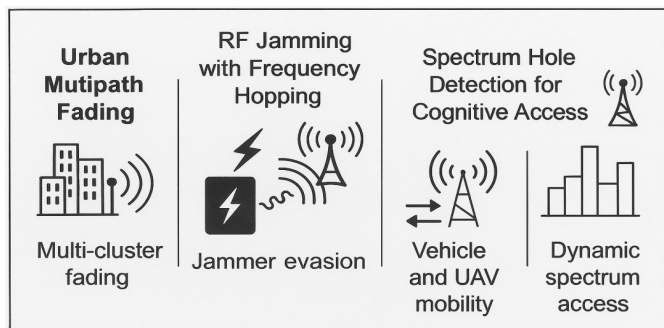 Urban
Mutipath
Fading
Multi-cluster
fading
RF Jamming
with Frequency
Hopping
Jammer evasion
Spectrum Hole
Detection for
Cognitive Access
Vehicle
and UAV
mobility
Dynamic
spectrum
access